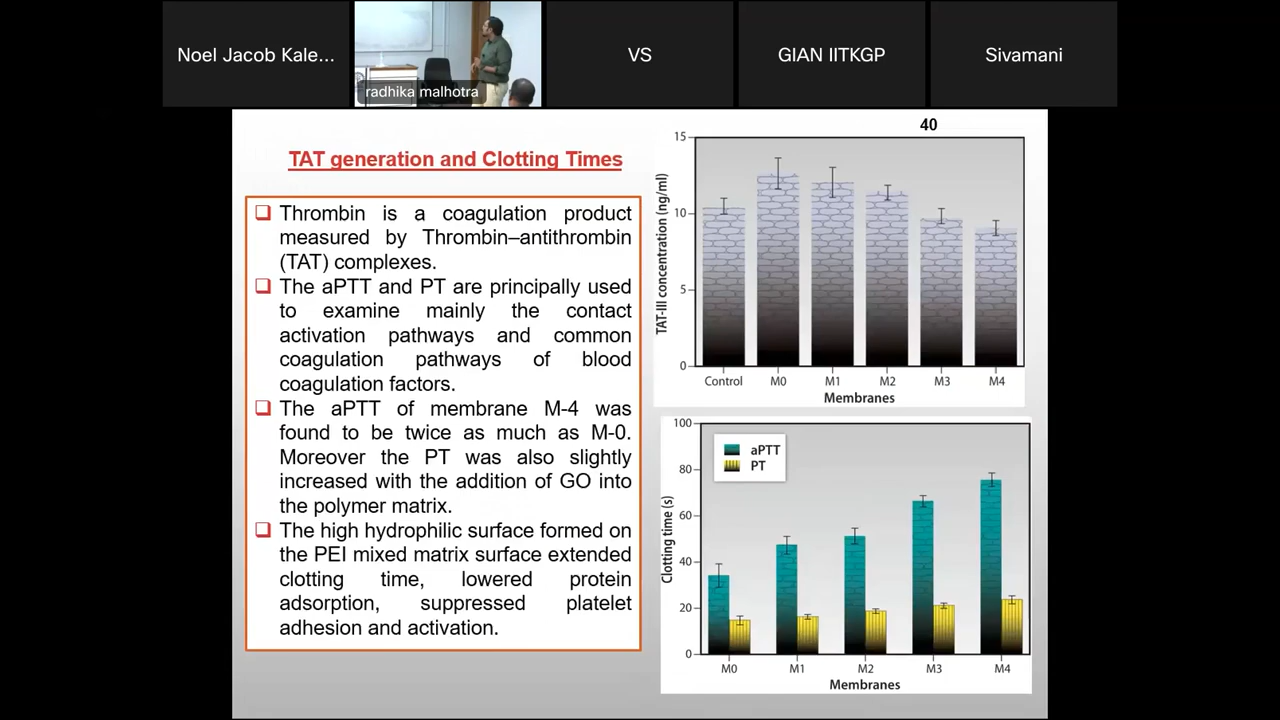 Noel Jacob Kale...
radhika malhotra
VS
GIAN IITKGP
Sivamani
40
TAT generation and Clotting Times
Thrombin is a coagulation product
measured by Thrombin–antithrombin
(TAT) complexes.
The aPTT and PT are principally used
to examine mainly the contact
activation pathways and common
coagulation pathways of blood
coagulation factors.
The aPTT of membrane M-4 was
found to be twice as much as M-0.
Moreover the PT was also slightly
increased with the addition of GO into
the polymer matrix.
The high hydrophilic surface formed on
the PEI mixed matrix surface extended
clotting time, lowered protein
adsorption, suppressed platelet
adhesion and activation.
TAT-III concentration (ng/ml)
15
10
5
0
Control M0 M1 M2 M3 M4
Membranes
Clotting time (s)
100
80
60
40
20
0
aPTT
PT
M0 M1 M2 M3 M4
Membranes